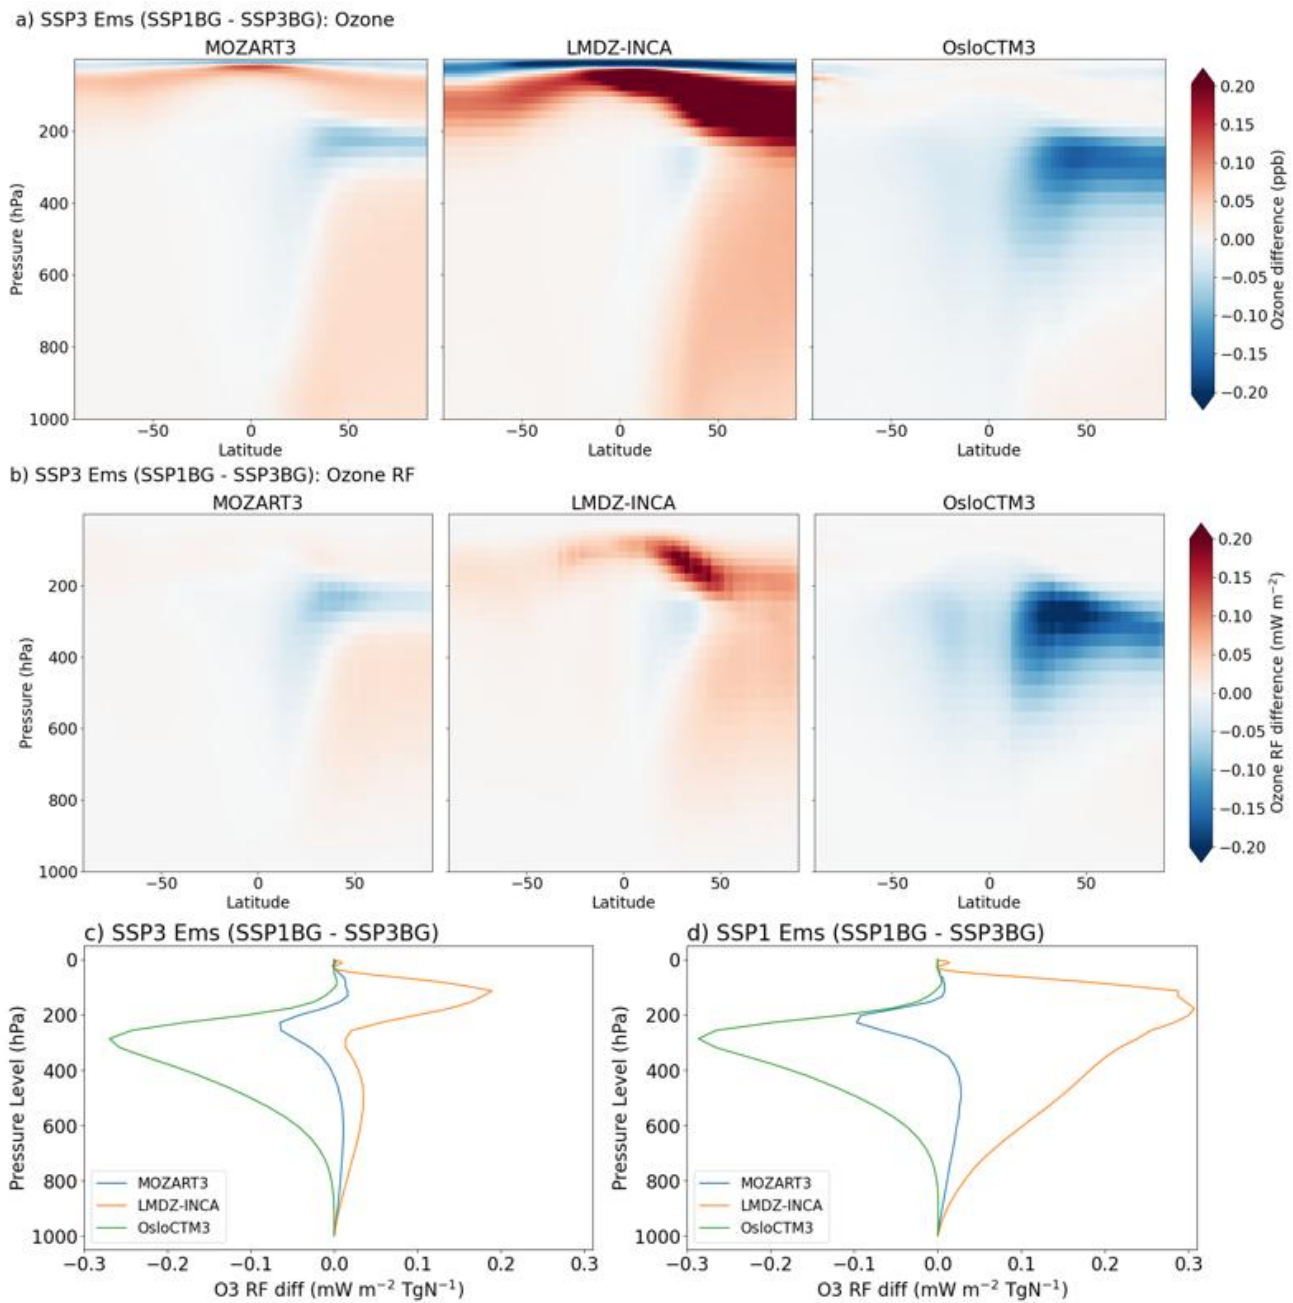 a) SSP3 Ems (SSP1BG - SSP3BG): Ozone
MOZART3 LMDZ-INCA OsloCTM3
Pressure (hPa)
200
400
600
800
1000
−50 0 50 −50 0 50 −50 0 50
Latitude Latitude Latitude
0.20
0.15
0.10
0.05
0.00
−0.05
−0.10
−0.15
−0.20
Ozone difference (ppb)
b) SSP3 Ems (SSP1BG - SSP3BG): Ozone RF
MOZART3 LMDZ-INCA OsloCTM3
Pressure (hPa)
200
400
600
800
1000
−50 0 50 −50 0 50 −50 0 50
Latitude Latitude Latitude
0.20
0.15
0.10
0.05
0.00
−0.05
−0.10
−0.15
−0.20
Ozone RF difference (mW m⁻²)
c) SSP3 Ems (SSP1BG - SSP3BG)
Pressure Level (hPa)
0
200
400
600
800
1000
MOZART3
LMDZ-INCA
OsloCTM3
−0.3 −0.2 −0.1 0.0 0.1 0.2 0.3
O3 RF diff (mW m⁻² TgN⁻¹)
d) SSP1 Ems (SSP1BG - SSP3BG)
Pressure Level (hPa)
0
200
400
600
800
1000
MOZART3
LMDZ-INCA
OsloCTM3
−0.3 −0.2 −0.1 0.0 0.1 0.2 0.3
O3 RF diff (mW m⁻² TgN⁻¹)